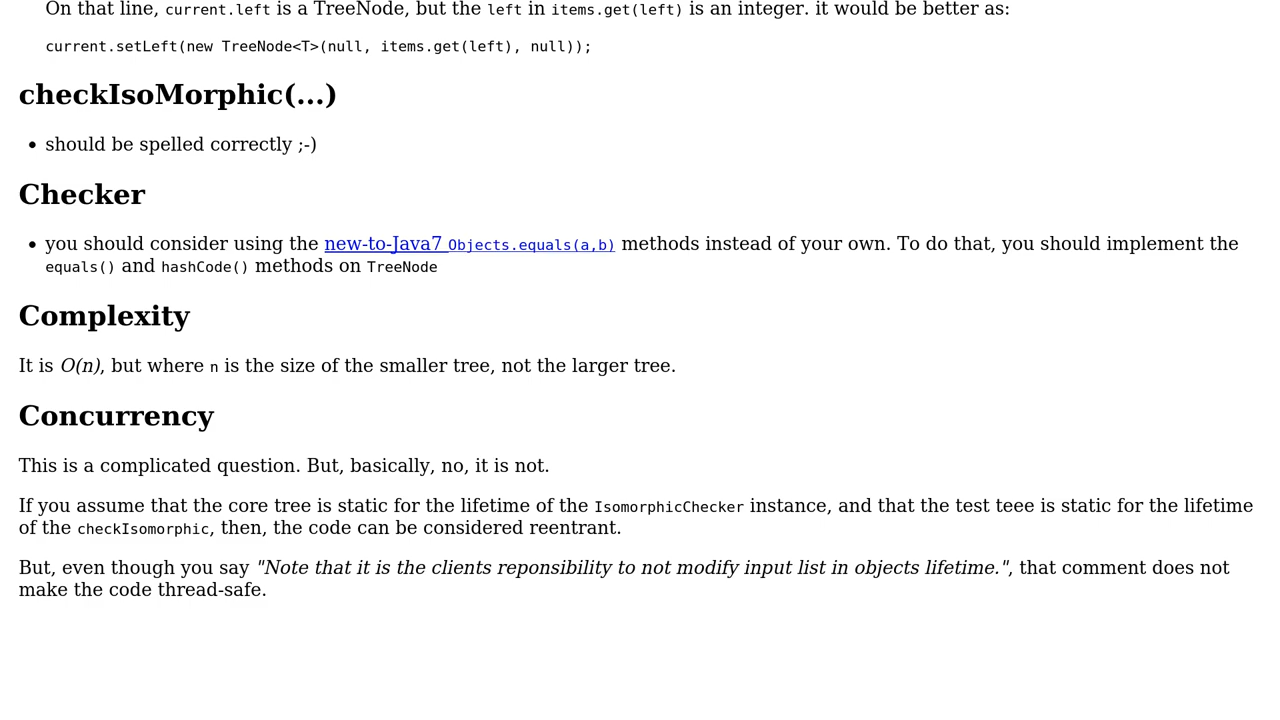 On that line, current.left is a TreeNode, but the left in items.get(left) is an integer. it would be better as:
current.setLeft(new TreeNode<T>(null, items.get(left), null));
checkIsoMorphic(...)
• should be spelled correctly ;-)
Checker
• you should consider using the new-to-Java7 Objects.equals(a,b) methods instead of your own. To do that, you should implement the
equals() and hashCode() methods on TreeNode
Complexity
It is O(n), but where n is the size of the smaller tree, not the larger tree.
Concurrency
This is a complicated question. But, basically, no, it is not.
If you assume that the core tree is static for the lifetime of the IsomorphicChecker instance, and that the test teee is static for the lifetime
of the checkIsomorphic, then, the code can be considered reentrant.
But, even though you say "Note that it is the clients reponsibility to not modify input list in objects lifetime.", that comment does not
make the code thread-safe.